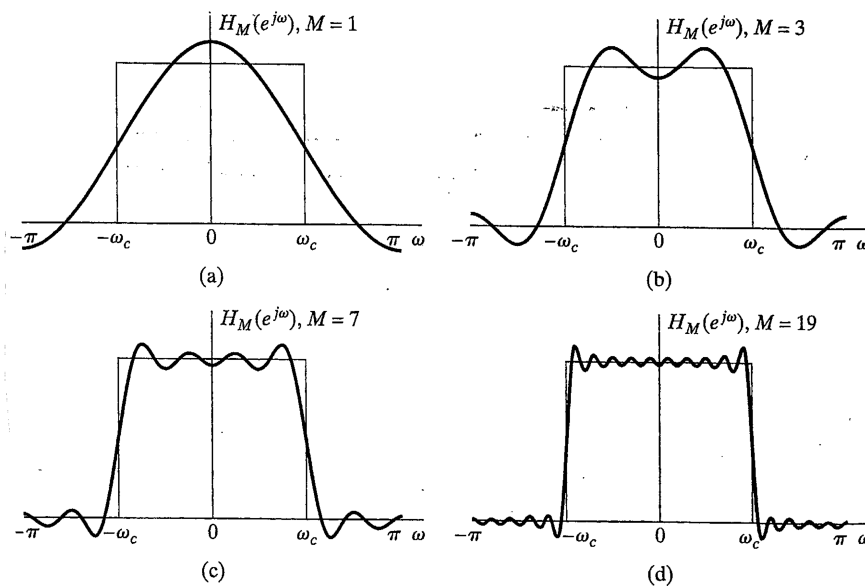 H_M(e^{jω}), M = 1
−π −ω_c 0 ω_c π ω
(a)
H_M(e^{jω}), M = 3
−π −ω_c 0 ω_c π ω
(b)
H_M(e^{jω}), M = 7
−π −ω_c 0 ω_c π ω
(c)
H_M(e^{jω}), M = 19
−π −ω_c 0 ω_c π ω
(d)